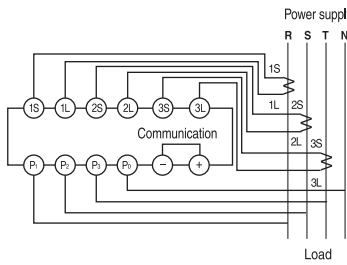 Power suppl
R S T N
1S
1L 2S
2L 3S
3L
1S 1L 2S 2L 3S 3L
Communication
P₁ P₂ P₃ P₀ − +
Load